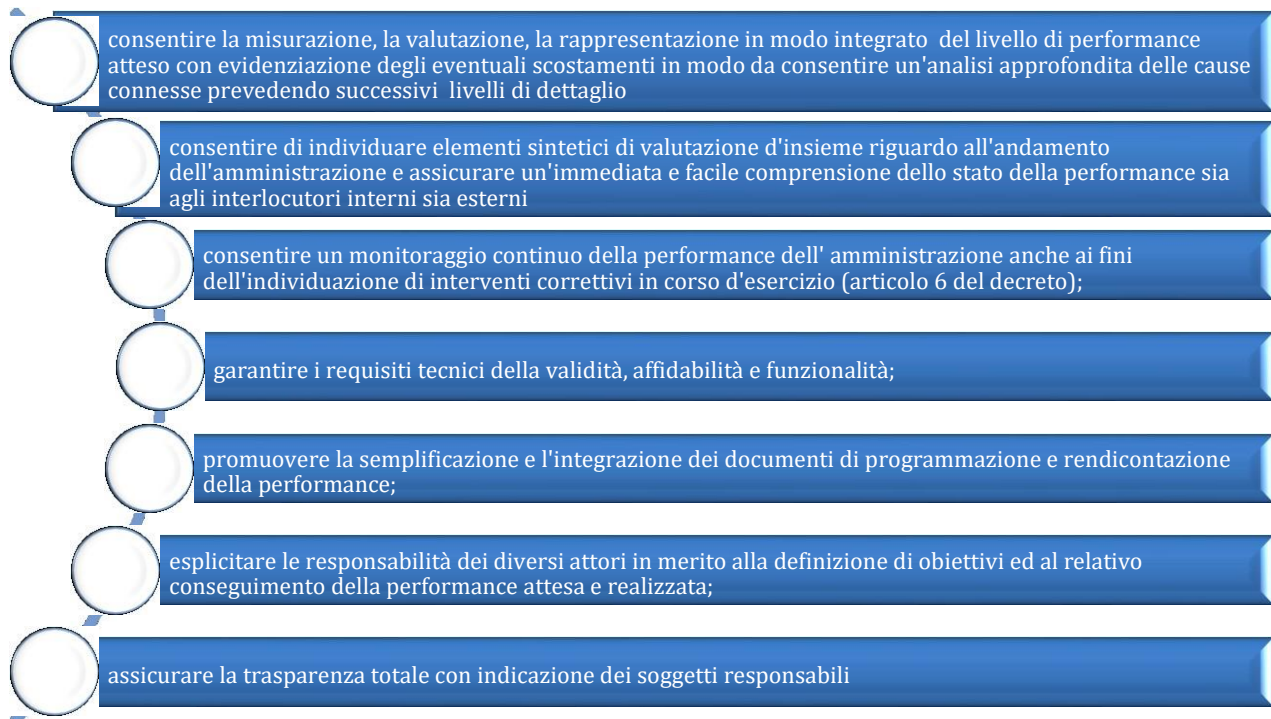 consentire la misurazione, la valutazione, la rappresentazione in modo integrato  del livello di performance
atteso con evidenziazione degli eventuali scostamenti in modo da consentire un'analisi approfondita delle cause
connesse prevedendo successivi  livelli di dettaglio
consentire di individuare elementi sintetici di valutazione d'insieme riguardo all'andamento
dell'amministrazione e assicurare un'immediata e facile comprensione dello stato della performance sia
agli interlocutori interni sia esterni
consentire un monitoraggio continuo della performance dell' amministrazione anche ai fini
dell'individuazione di interventi correttivi in corso d'esercizio (articolo 6 del decreto);
garantire i requisiti tecnici della validità, affidabilità e funzionalità;
promuovere la semplificazione e l'integrazione dei documenti di programmazione e rendicontazione
della performance;
esplicitare le responsabilità dei diversi attori in merito alla definizione di obiettivi ed al relativo
conseguimento della performance attesa e realizzata;
assicurare la trasparenza totale con indicazione dei soggetti responsabili